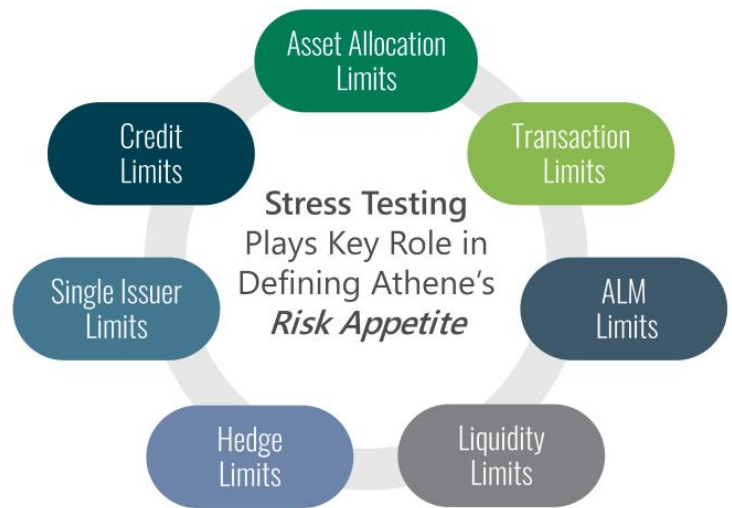 Asset Allocation
Limits
Transaction
Limits
ALM
Limits
Liquidity
Limits
Hedge
Limits
Single Issuer
Limits
Credit
Limits
Stress Testing
Plays Key Role in
Defining Athene's
Risk Appetite